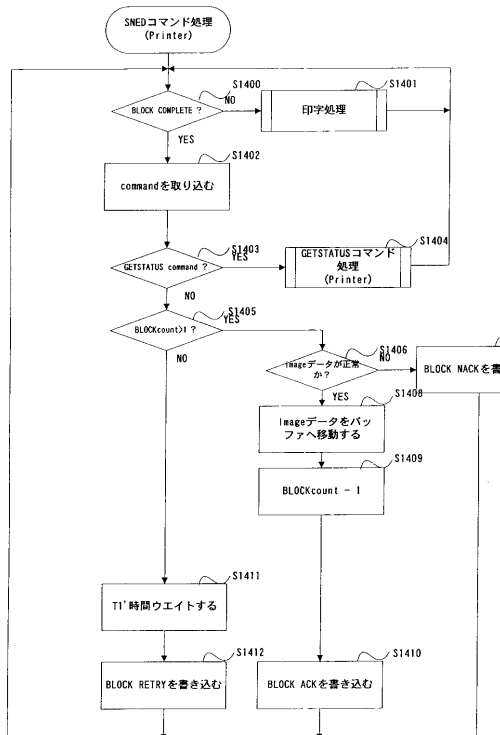 SNEDコマンド処理
(Printer)
S1400
BLOCK COMPLETE ?
NO
S1401
印字処理
YES
S1402
commandを取り込む
S1403
GETSTATUS command ?
YES
S1404
GETSTATUSコマンド
処理
(Printer)
NO
S1405
BLOCKcount>1 ?
YES
NO
S1406
Imageデータが正常
か?
NO
BLOCK NACKを書
YES
S1408
Imageデータをバッ
ファへ移動する
S1409
BLOCKcount - 1
S1411
T1'時間ウエイトする
S1412
BLOCK RETRYを書き込む
S1410
BLOCK ACKを書き込む